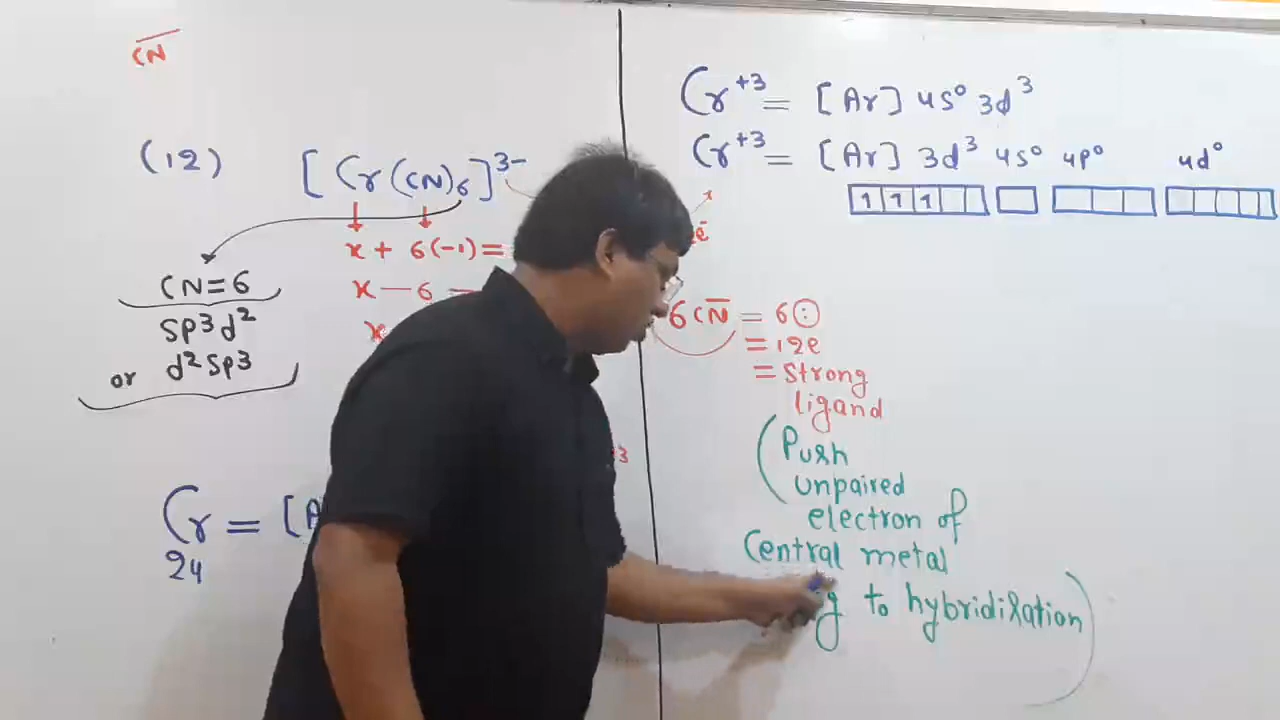 C̅N̅
(12)
[Cr(CN)₆]³⁻
x + 6(-1) =
x - 6 =
x
CN=6
sp³d²
or d²sp³
Cr = [A
24
Cr⁺³ = [Ar] 4s⁰ 3d³
Cr⁺³ = [Ar] 3d³ 4s⁰ 4p⁰ 4d⁰
1 1 1
6CN̅ = 6:
= 12e
= Strong
ligand
(Push
unpaired
electron of
Central metal
g to hybridization)